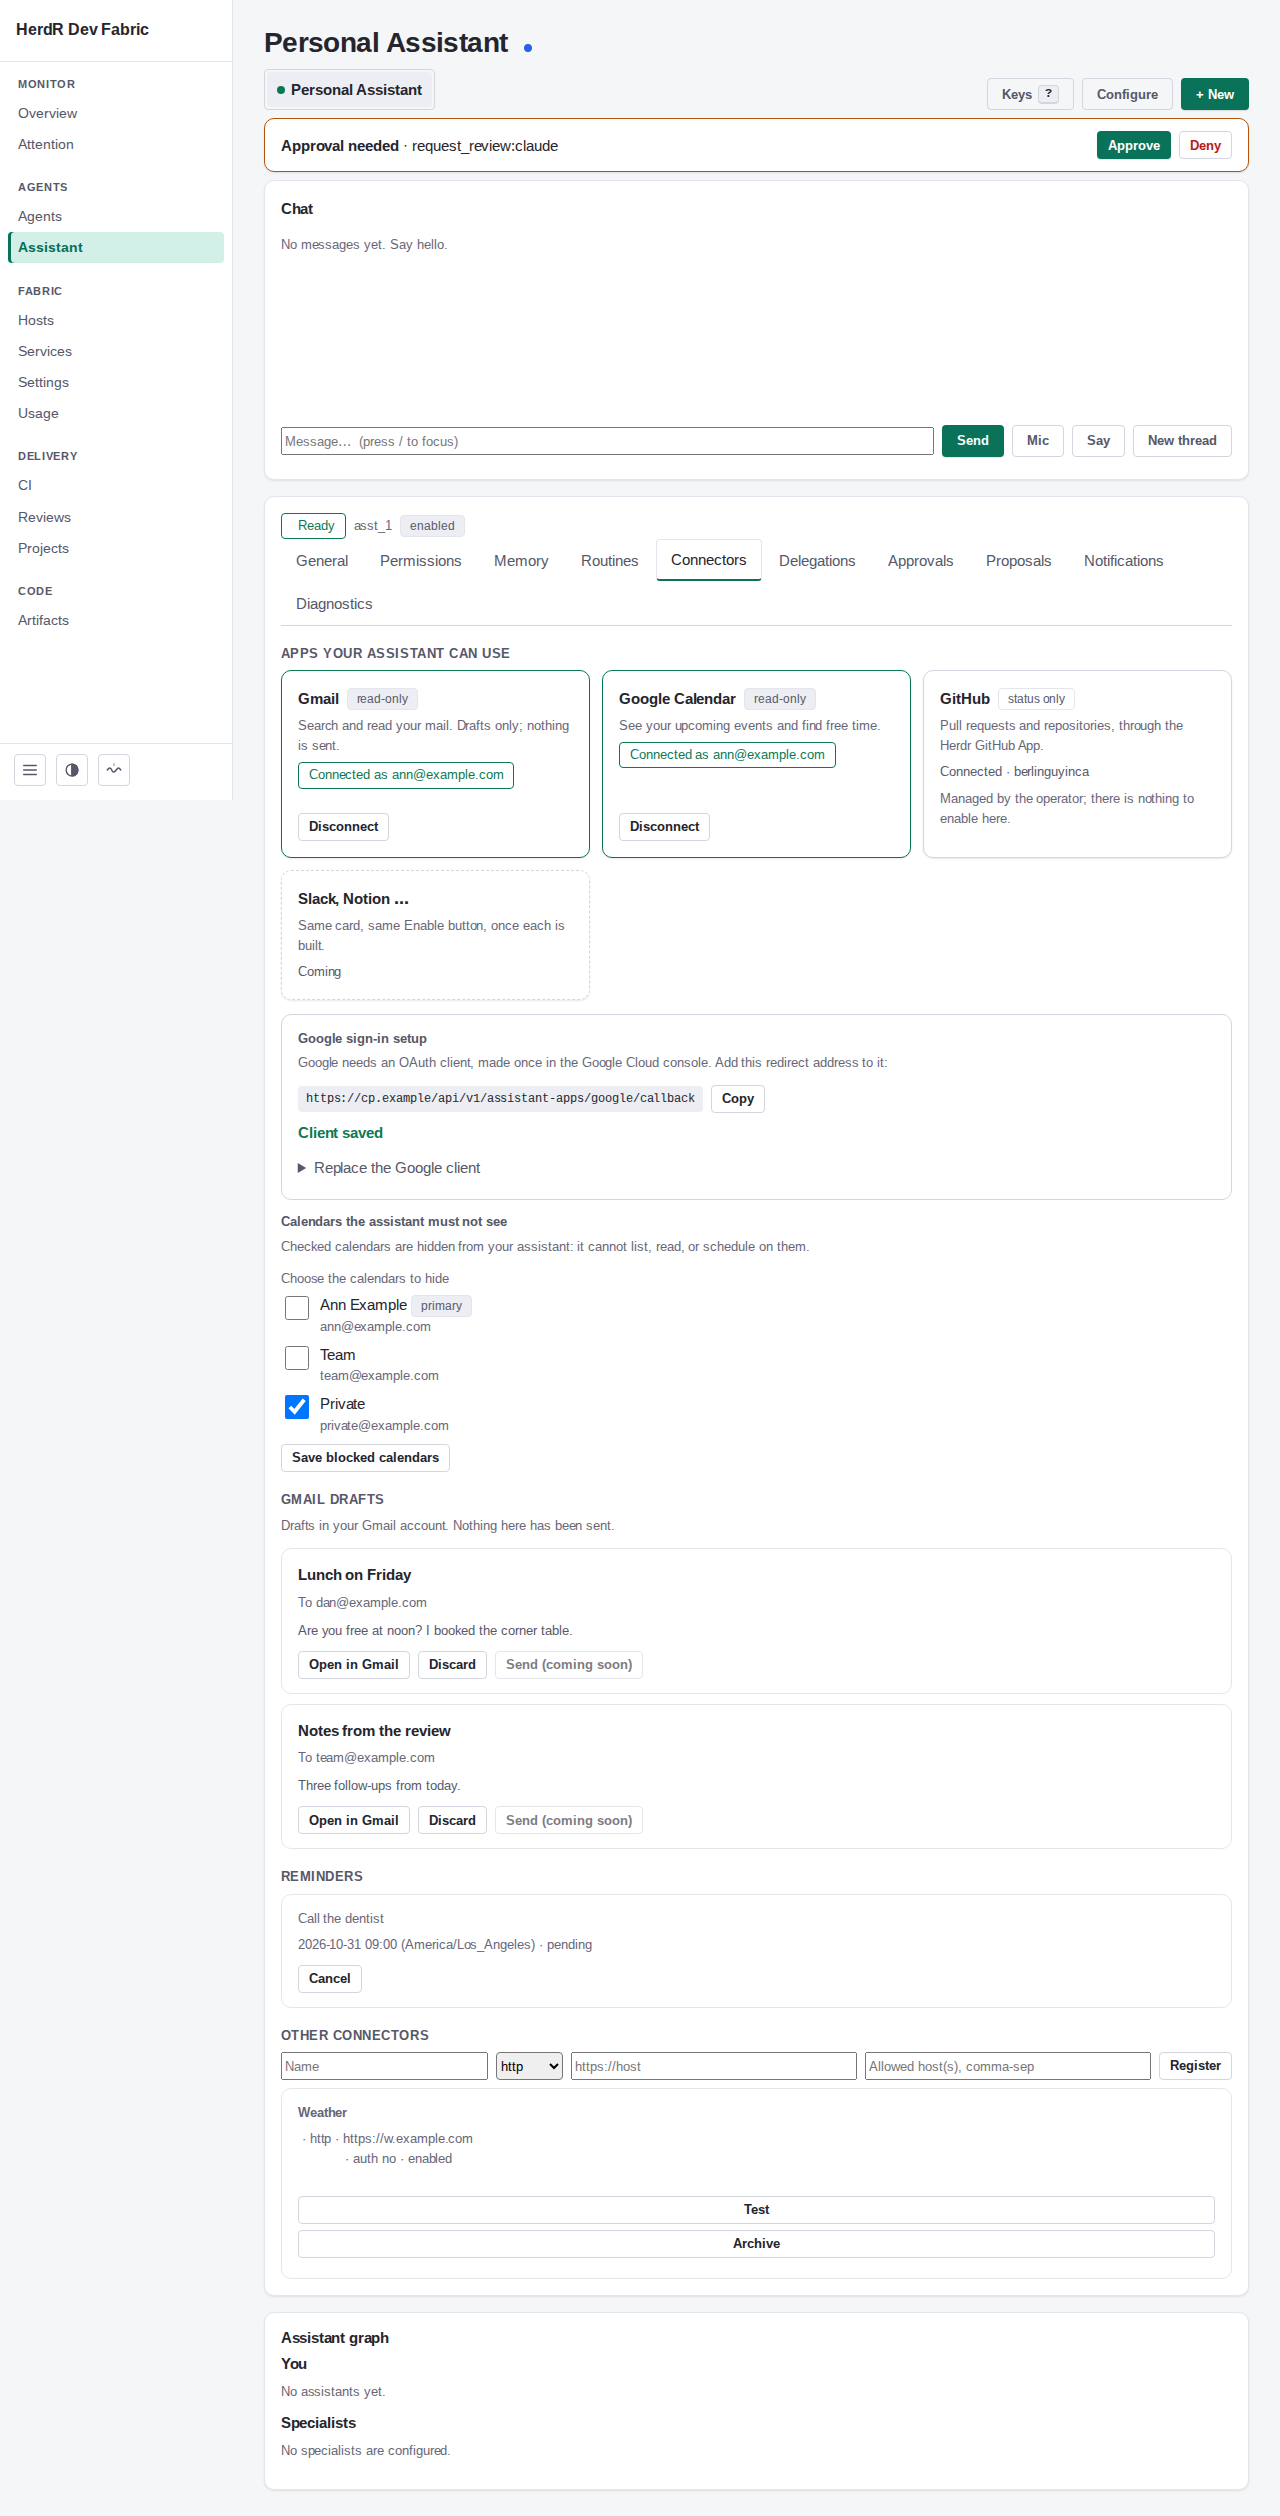 HerdR Dev Fabric
MONITOR
Overview
Attention
AGENTS
Agents
Assistant
FABRIC
Hosts
Services
Settings
Usage
DELIVERY
CI
Reviews
Projects
CODE
Artifacts
Personal Assistant
Personal Assistant
Keys ?
Configure
+ New
Approval needed · request_review:claude
Approve
Deny
Chat
No messages yet. Say hello.
Message… (press / to focus)
Send
Mic
Say
New thread
Ready asst_1 enabled
General Permissions Memory Routines Connectors Delegations Approvals Proposals Notifications
Diagnostics
APPS YOUR ASSISTANT CAN USE
Gmail read-only
Search and read your mail. Drafts only; nothing
is sent.
Connected as ann@example.com
Disconnect
Google Calendar read-only
See your upcoming events and find free time.
Connected as ann@example.com
Disconnect
GitHub status only
Pull requests and repositories, through the
Herdr GitHub App.
Connected · berlinguyinca
Managed by the operator; there is nothing to
enable here.
Slack, Notion …
Same card, same Enable button, once each is
built.
Coming
Google sign-in setup
Google needs an OAuth client, made once in the Google Cloud console. Add this redirect address to it:
https://cp.example/api/v1/assistant-apps/google/callback
Copy
Client saved
Replace the Google client
Calendars the assistant must not see
Checked calendars are hidden from your assistant: it cannot list, read, or schedule on them.
Choose the calendars to hide
Ann Example primary
ann@example.com
Team
team@example.com
Private
private@example.com
Save blocked calendars
GMAIL DRAFTS
Drafts in your Gmail account. Nothing here has been sent.
Lunch on Friday
To dan@example.com
Are you free at noon? I booked the corner table.
Open in Gmail
Discard
Send (coming soon)
Notes from the review
To team@example.com
Three follow-ups from today.
Open in Gmail
Discard
Send (coming soon)
REMINDERS
Call the dentist
2026-10-31 09:00 (America/Los_Angeles) · pending
Cancel
OTHER CONNECTORS
Name
http
https://host
Allowed host(s), comma-sep
Register
Weather
· http · https://w.example.com
· auth no · enabled
Test
Archive
Assistant graph
You
No assistants yet.
Specialists
No specialists are configured.